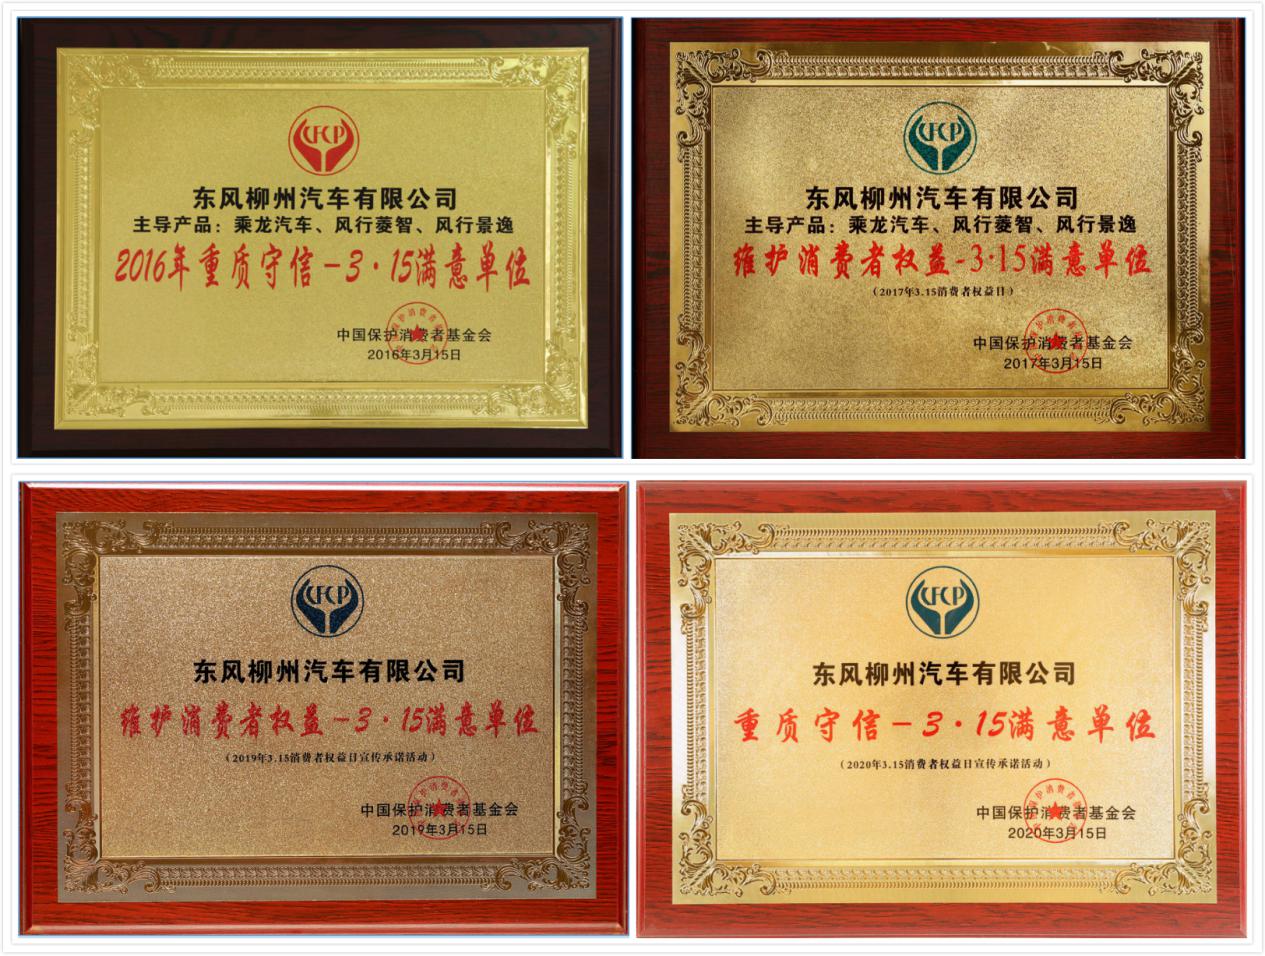 CFCP
东风柳州汽车有限公司
主导产品：乘龙汽车、风行菱智、风行景逸
2016年重质守信-3·15满意单位
中国保护消费者基金会
2016年3月15日
CFCP
东风柳州汽车有限公司
主导产品：乘龙汽车、风行菱智、风行景逸
维护消费者权益-3·15满意单位
（2017年3.15消费者权益日）
中国保护消费者基金会
2017年3月15日
CFCP
东风柳州汽车有限公司
维护消费者权益-3·15满意单位
（2019年3.15消费者权益日宣传承诺活动）
中国保护消费者基金会
2019年3月15日
CFCP
东风柳州汽车有限公司
重质守信-3·15满意单位
（2020年3.15消费者权益日宣传承诺活动）
中国保护消费者基金会
2020年3月15日